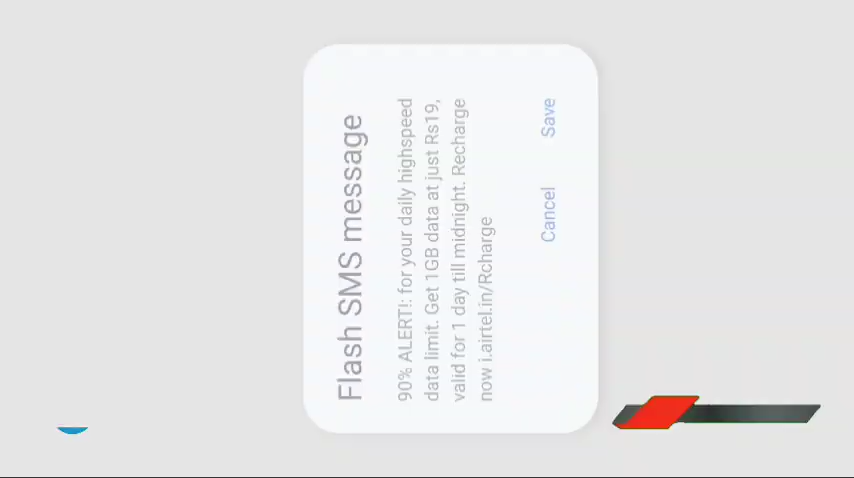 Flash SMS message
90% ALERT!: for your daily highspeed
data limit. Get 1GB data at just Rs19,
valid for 1 day till midnight. Recharge
now i.airtel.in/Rcharge
Cancel Save